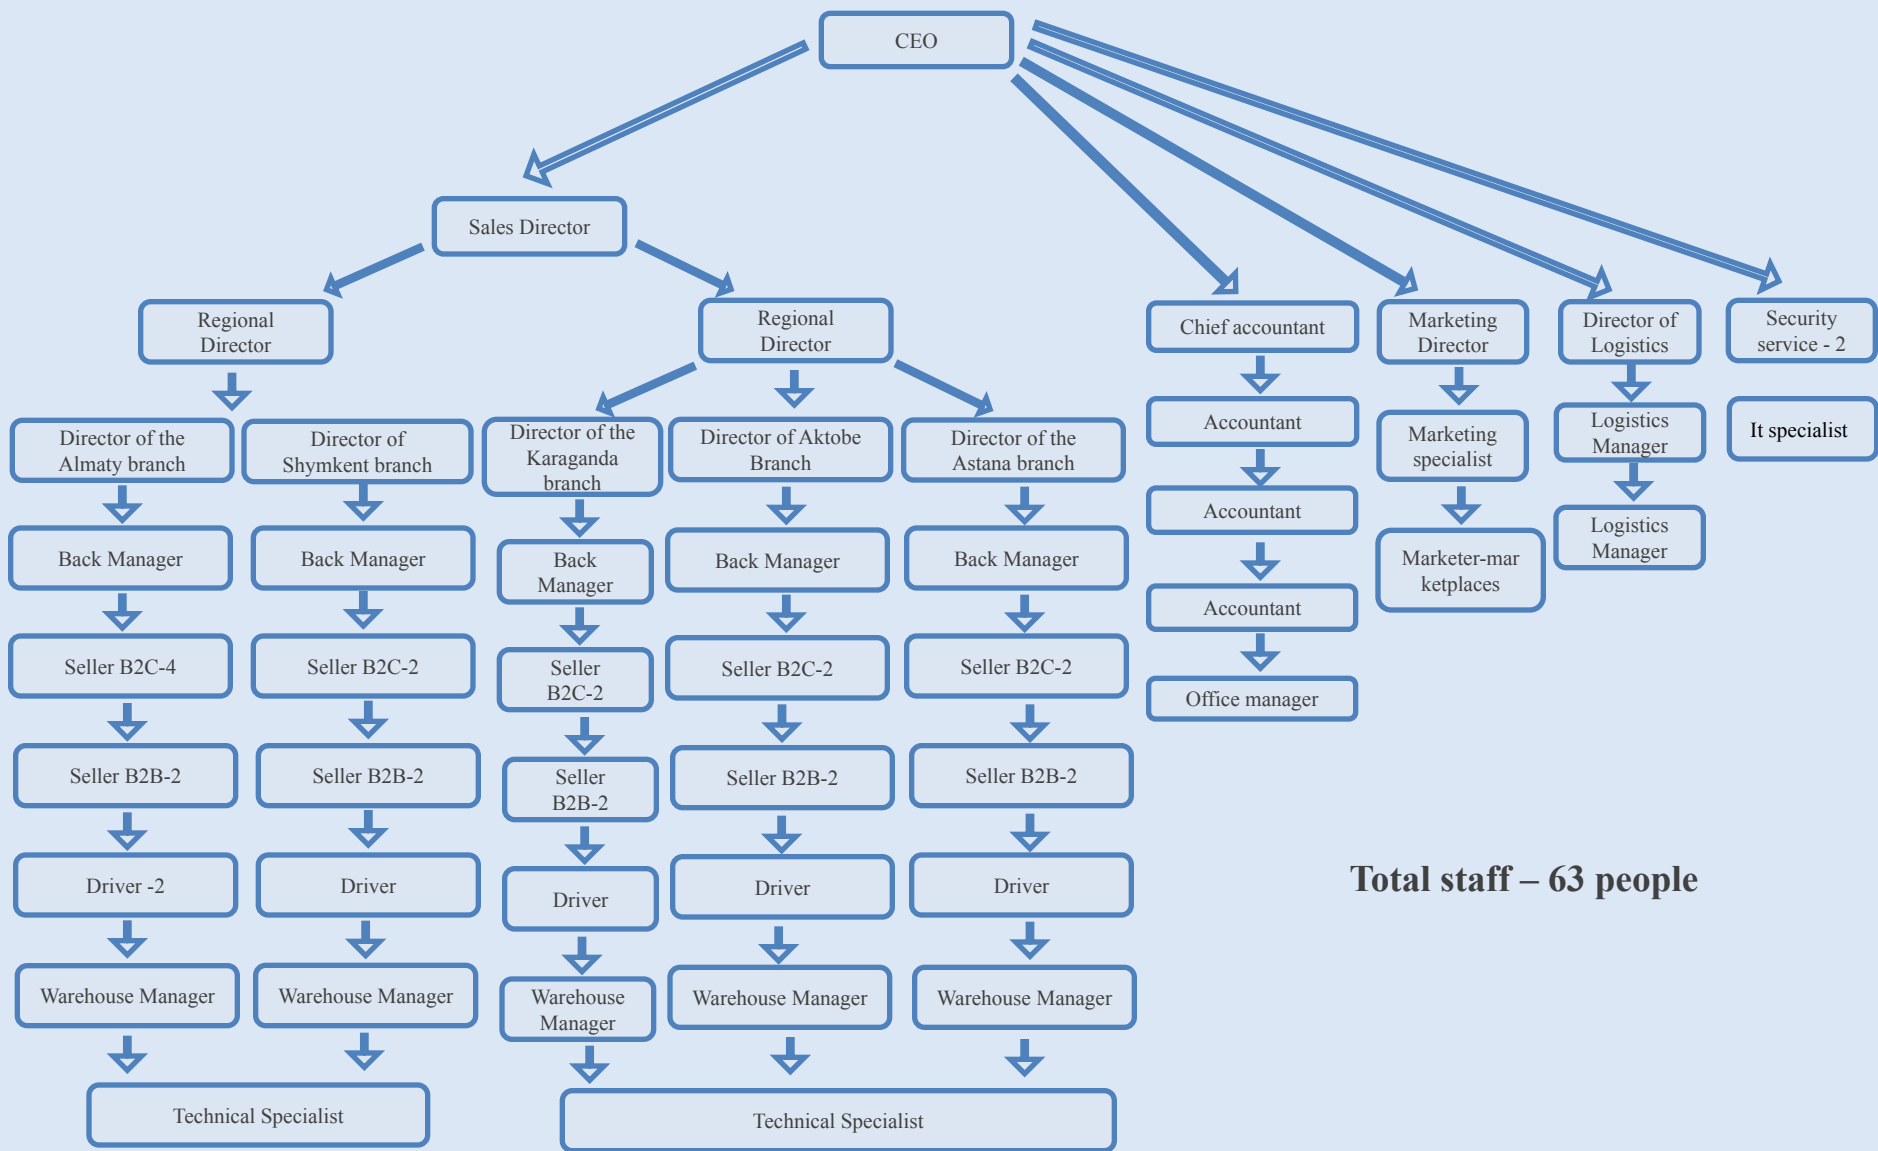 CEO
Sales Director
Regional
Director
Regional
Director
Chief accountant
Marketing
Director
Director of
Logistics
Security
service - 2
Director of the
Almaty branch
Director of
Shymkent branch
Director of the
Karaganda
branch
Director of Aktobe
Branch
Director of the
Astana branch
Accountant
Marketing
specialist
Logistics
Manager
It specialist
Back Manager
Back Manager
Back
Manager
Back Manager
Back Manager
Accountant
Marketer-mar
ketplaces
Logistics
Manager
Accountant
Seller B2C-4
Seller B2C-2
Seller
B2C-2
Seller B2C-2
Seller B2C-2
Office manager
Seller B2B-2
Seller B2B-2
Seller
B2B-2
Seller B2B-2
Seller B2B-2
Driver -2
Driver
Driver
Driver
Driver
Total staff – 63 people
Warehouse Manager
Warehouse Manager
Warehouse
Manager
Warehouse Manager
Warehouse Manager
Technical Specialist
Technical Specialist